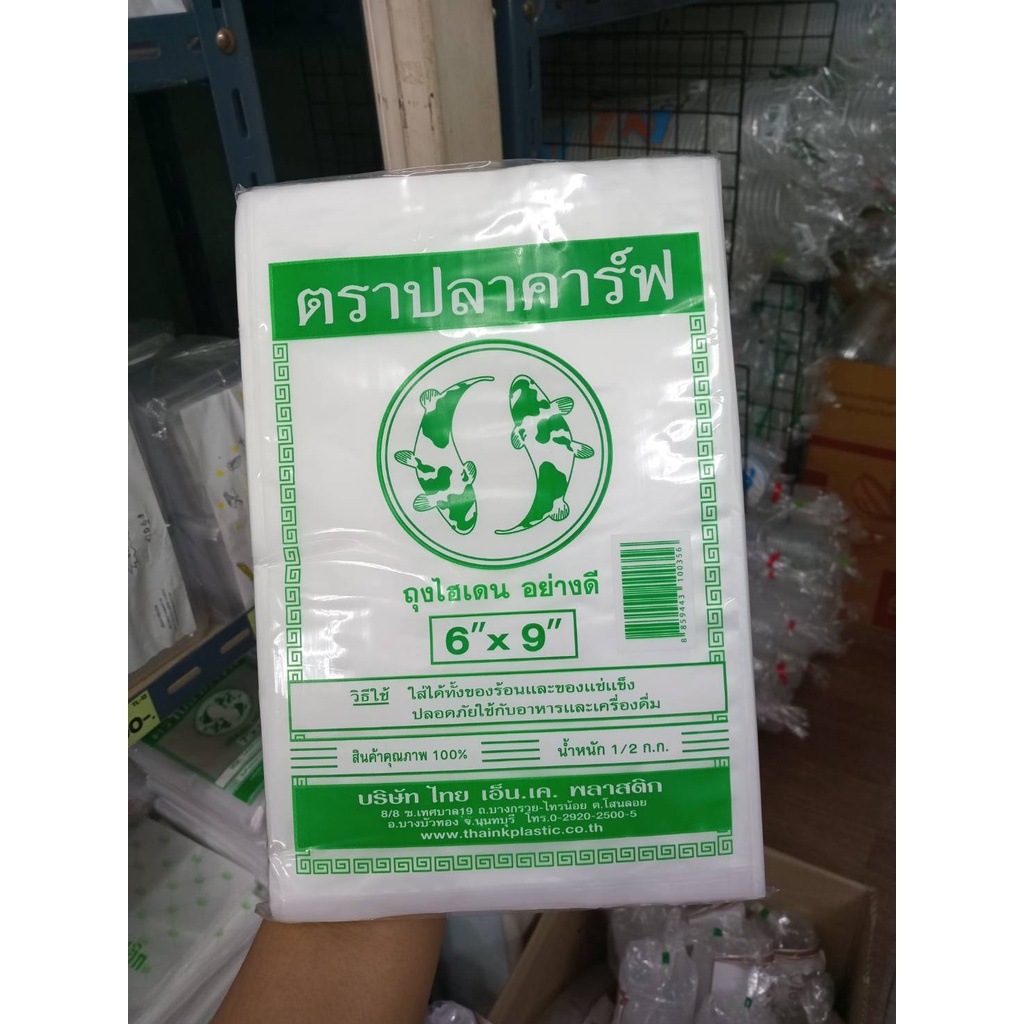 ตราปลาคาร์ฟ
ถุงไฮเดน อย่างดี
6" x 9"
8 859443 100356
วิธีใช้ ใส่ได้ทั้งของร้อนและของแช่แข็ง
ปลอดภัยใช้กับอาหารและเครื่องดื่ม
สินค้าคุณภาพ 100% น้ำหนัก 1/2 ก.ก.
บริษัท ไทย เอ็น.เค. พลาสติก
8/8 ซ.เทศบาล19 ถ.บางกรวย-ไทรน้อย ต.โสนลอย
อ.บางบัวทอง จ.นนทบุรี โทร.0-2920-2500-5
www.thainkplastic.co.th